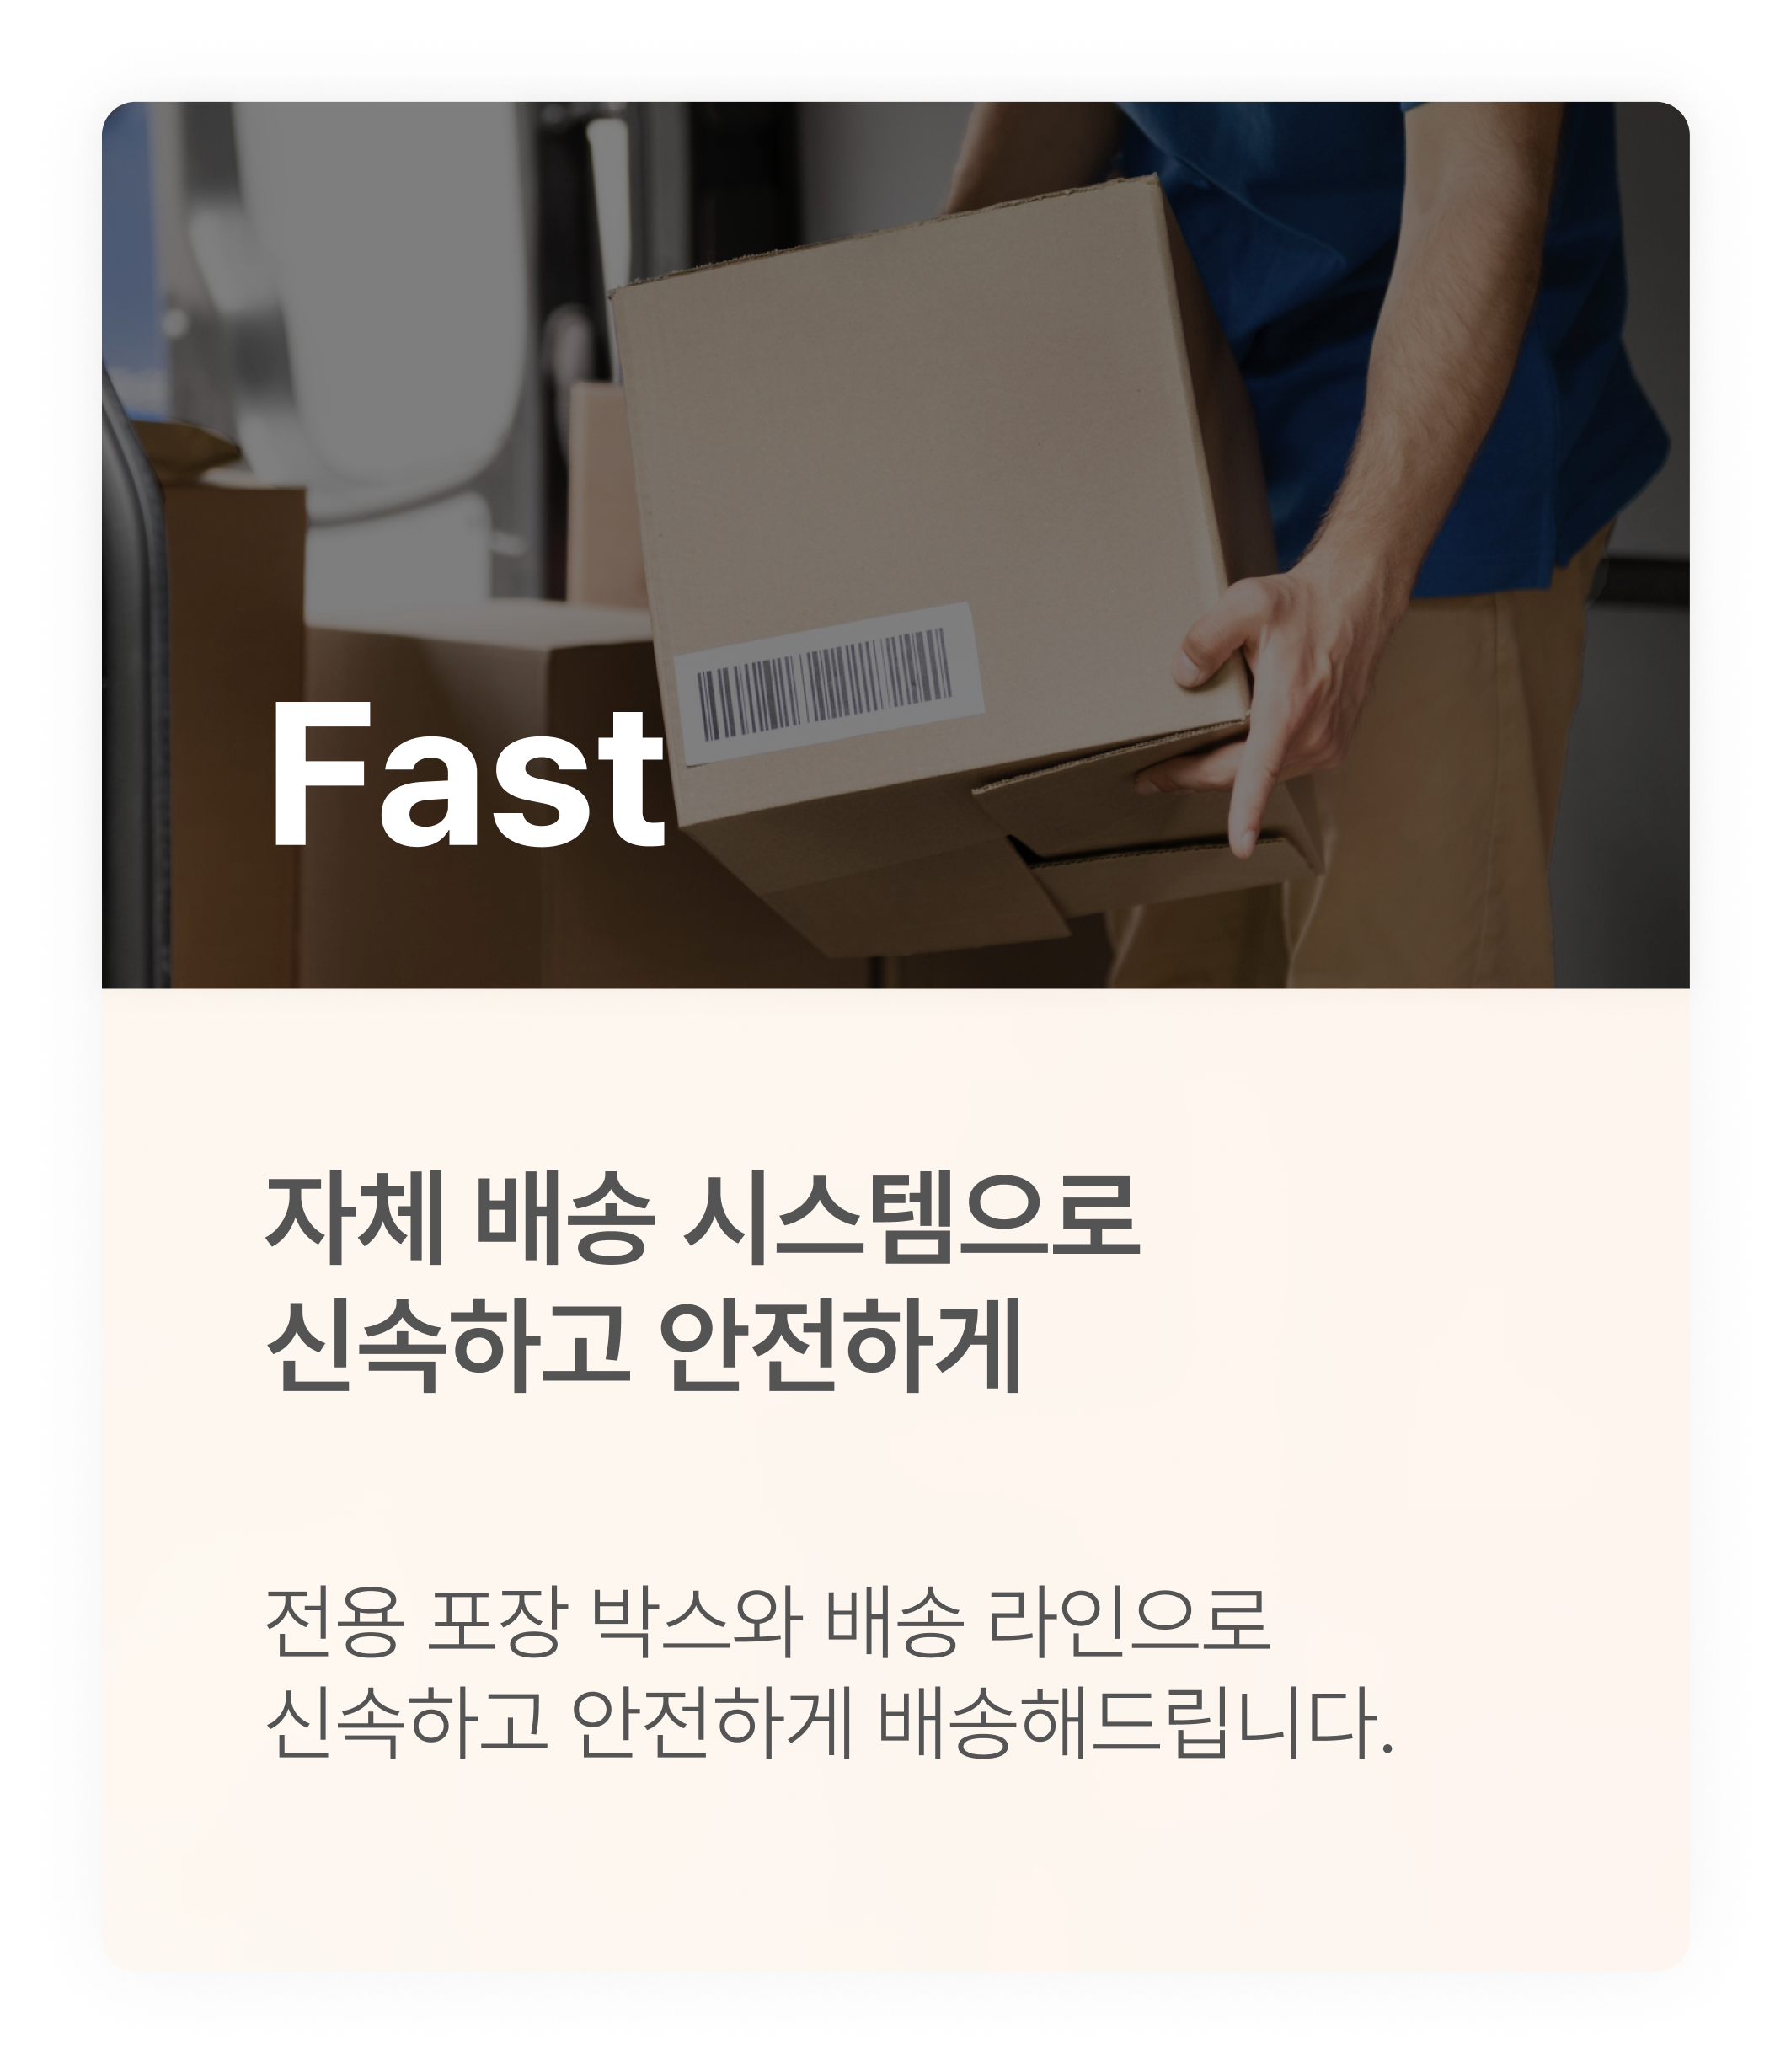 Fast
자체 배송 시스템으로
신속하고 안전하게
전용 포장 박스와 배송 라인으로
신속하고 안전하게 배송해드립니다.